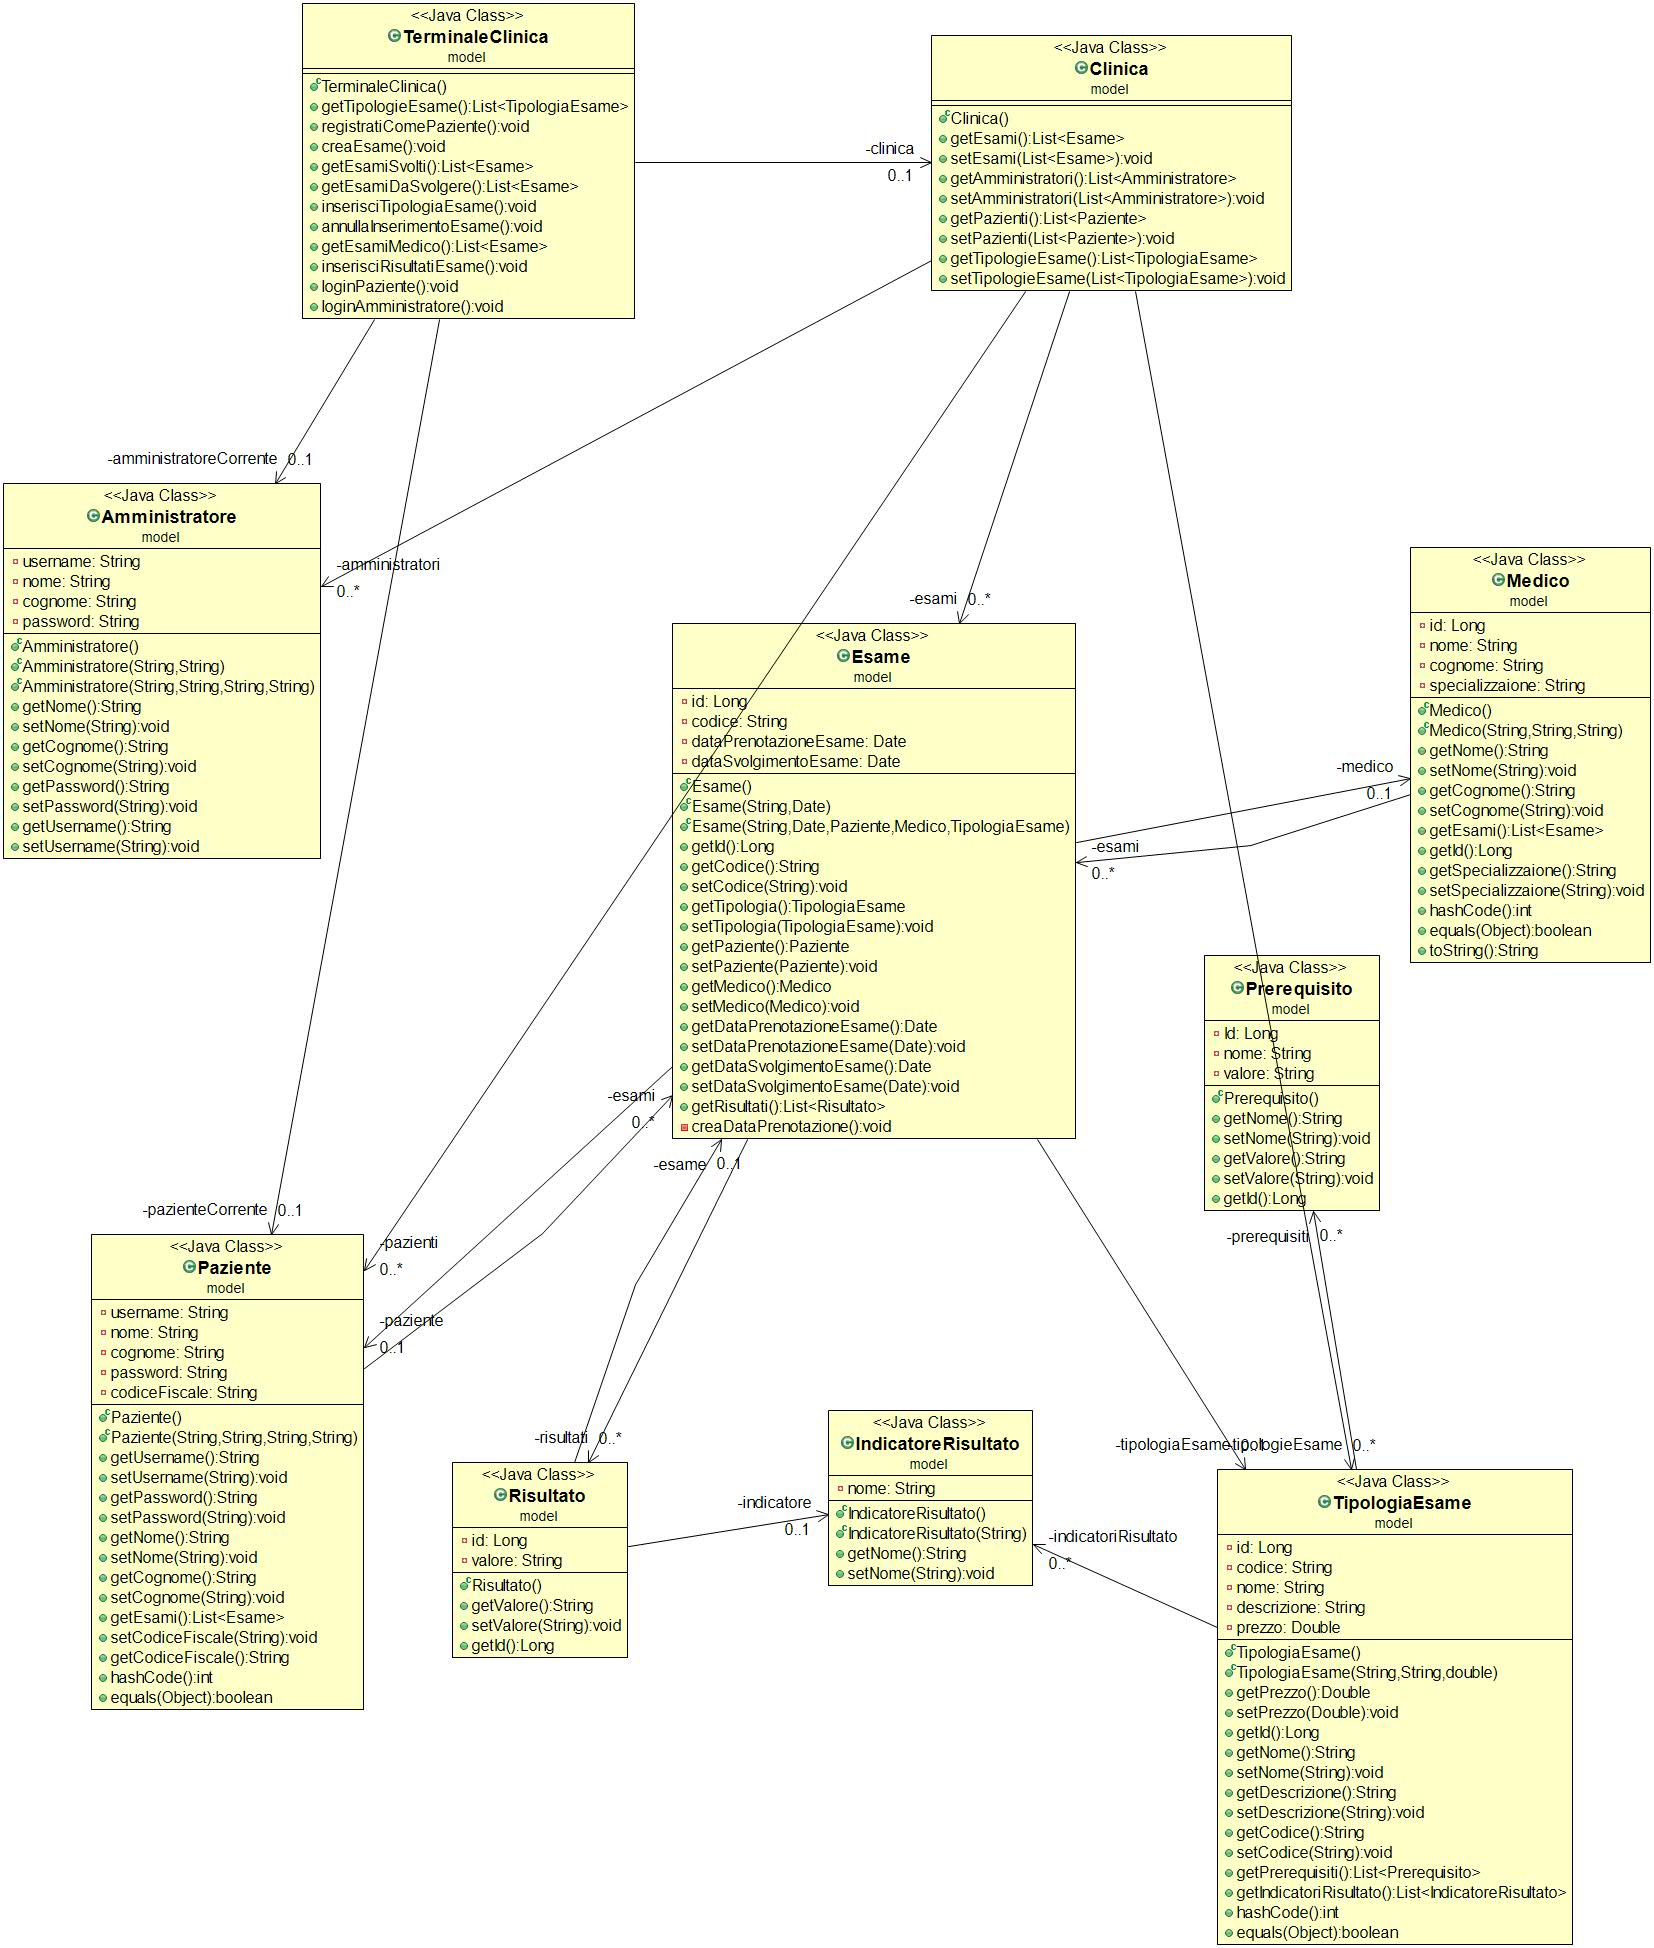 <<Java Class>>
TerminaleClinica
model
TerminaleClinica()
getTipologieEsame():List<TipologiaEsame>
registratiComePaziente():void
creaEsame():void
getEsamiSvolti():List<Esame>
getEsamiDaSvolgere():List<Esame>
inserisciTipologiaEsame():void
annullaInserimentoEsame():void
getEsamiMedico():List<Esame>
inserisciRisultatiEsame():void
loginPaziente():void
loginAmministratore():void
<<Java Class>>
Clinica
model
Clinica()
getEsami():List<Esame>
setEsami(List<Esame>):void
getAmministratori():List<Amministratore>
setAmministratori(List<Amministratore>):void
getPazienti():List<Paziente>
setPazienti(List<Paziente>):void
getTipologieEsame():List<TipologiaEsame>
setTipologieEsame(List<TipologiaEsame>):void
-clinica
0..1
-amministratoreCorrente 0..1
<<Java Class>>
Amministratore
model
username: String
nome: String
cognome: String
password: String
Amministratore()
Amministratore(String,String)
Amministratore(String,String,String,String)
getNome():String
setNome(String):void
getCognome():String
setCognome(String):void
getPassword():String
setPassword(String):void
getUsername():String
setUsername(String):void
-amministratori
0..*
-esami 0..*
<<Java Class>>
Esame
model
id: Long
codice: String
dataPrenotazioneEsame: Date
dataSvolgimentoEsame: Date
Esame()
Esame(String,Date)
Esame(String,Date,Paziente,Medico,TipologiaEsame)
getId():Long
getCodice():String
setCodice(String):void
getTipologia():TipologiaEsame
setTipologia(TipologiaEsame):void
getPaziente():Paziente
setPaziente(Paziente):void
getMedico():Medico
setMedico(Medico):void
getDataPrenotazioneEsame():Date
setDataPrenotazioneEsame(Date):void
getDataSvolgimentoEsame():Date
setDataSvolgimentoEsame(Date):void
getRisultati():List<Risultato>
creaDataPrenotazione():void
<<Java Class>>
Medico
model
id: Long
nome: String
cognome: String
specializzaione: String
Medico()
Medico(String,String,String)
getNome():String
setNome(String):void
getCognome():String
setCognome(String):void
getEsami():List<Esame>
getId():Long
getSpecializzaione():String
setSpecializzaione(String):void
hashCode():int
equals(Object):boolean
toString():String
-medico
0..1
-esami
0..*
<<Java Class>>
Prerequisito
model
Id: Long
nome: String
valore: String
Prerequisito()
getNome():String
setNome(String):void
getValore():String
setValore(String):void
getId():Long
-prerequisiti 0..*
-esami
0..*
-esame 0..1
-pazienteCorrente 0..1
-pazienti
0..*
-paziente
0..1
<<Java Class>>
Paziente
model
username: String
nome: String
cognome: String
password: String
codiceFiscale: String
Paziente()
Paziente(String,String,String,String)
getUsername():String
setUsername(String):void
getPassword():String
setPassword(String):void
getNome():String
setNome(String):void
getCognome():String
setCognome(String):void
getEsami():List<Esame>
setCodiceFiscale(String):void
getCodiceFiscale():String
hashCode():int
equals(Object):boolean
-risultati 0..*
<<Java Class>>
Risultato
model
id: Long
valore: String
Risultato()
getValore():String
setValore(String):void
getId():Long
-indicatore
0..1
<<Java Class>>
IndicatoreRisultato
model
nome: String
IndicatoreRisultato()
IndicatoreRisultato(String)
getNome():String
setNome(String):void
-indicatoriRisultato
0..*
-tipologiaEsame 0..1
-tipologieEsame 0..*
<<Java Class>>
TipologiaEsame
model
id: Long
codice: String
nome: String
descrizione: String
prezzo: Double
TipologiaEsame()
TipologiaEsame(String,String,double)
getPrezzo():Double
setPrezzo(Double):void
getId():Long
getNome():String
setNome(String):void
getDescrizione():String
setDescrizione(String):void
getCodice():String
setCodice(String):void
getPrerequisiti():List<Prerequisito>
getIndicatoriRisultato():List<IndicatoreRisultato>
hashCode():int
equals(Object):boolean